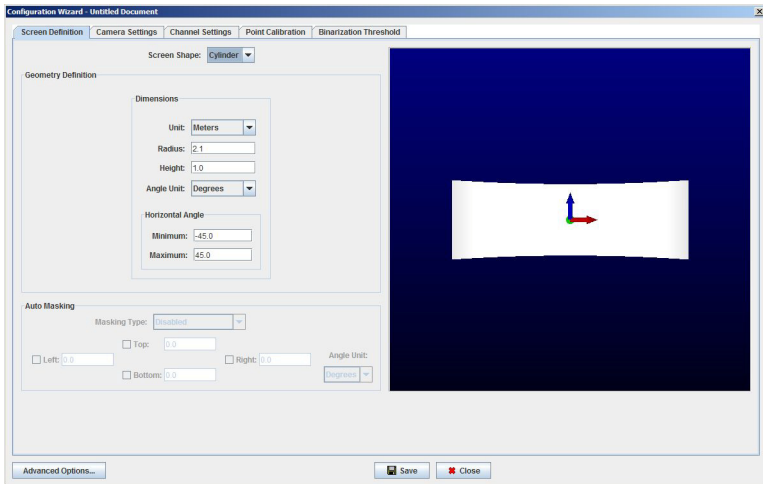 Configuration Wizard - Untitled Document
Screen Definition Camera Settings Channel Settings Point Calibration Binarization Threshold
Screen Shape: Cylinder
Geometry Definition
Dimensions
Unit: Meters
Radius: 2.1
Height: 1.0
Angle Unit: Degrees
Horizontal Angle
Minimum: -45.0
Maximum: 45.0
Auto Masking
Masking Type: Disabled
Top: 0.0
Left: 0.0 Right: 0.0 Angle Unit:
Bottom: 0.0 Degrees
Advanced Options... Save Close